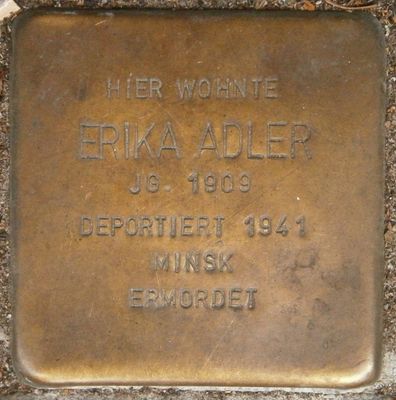 HIER WOHNTE
ERIKA ADLER
JG. 1909
DEPORTIERT 1941
MINSK
ERMORDET